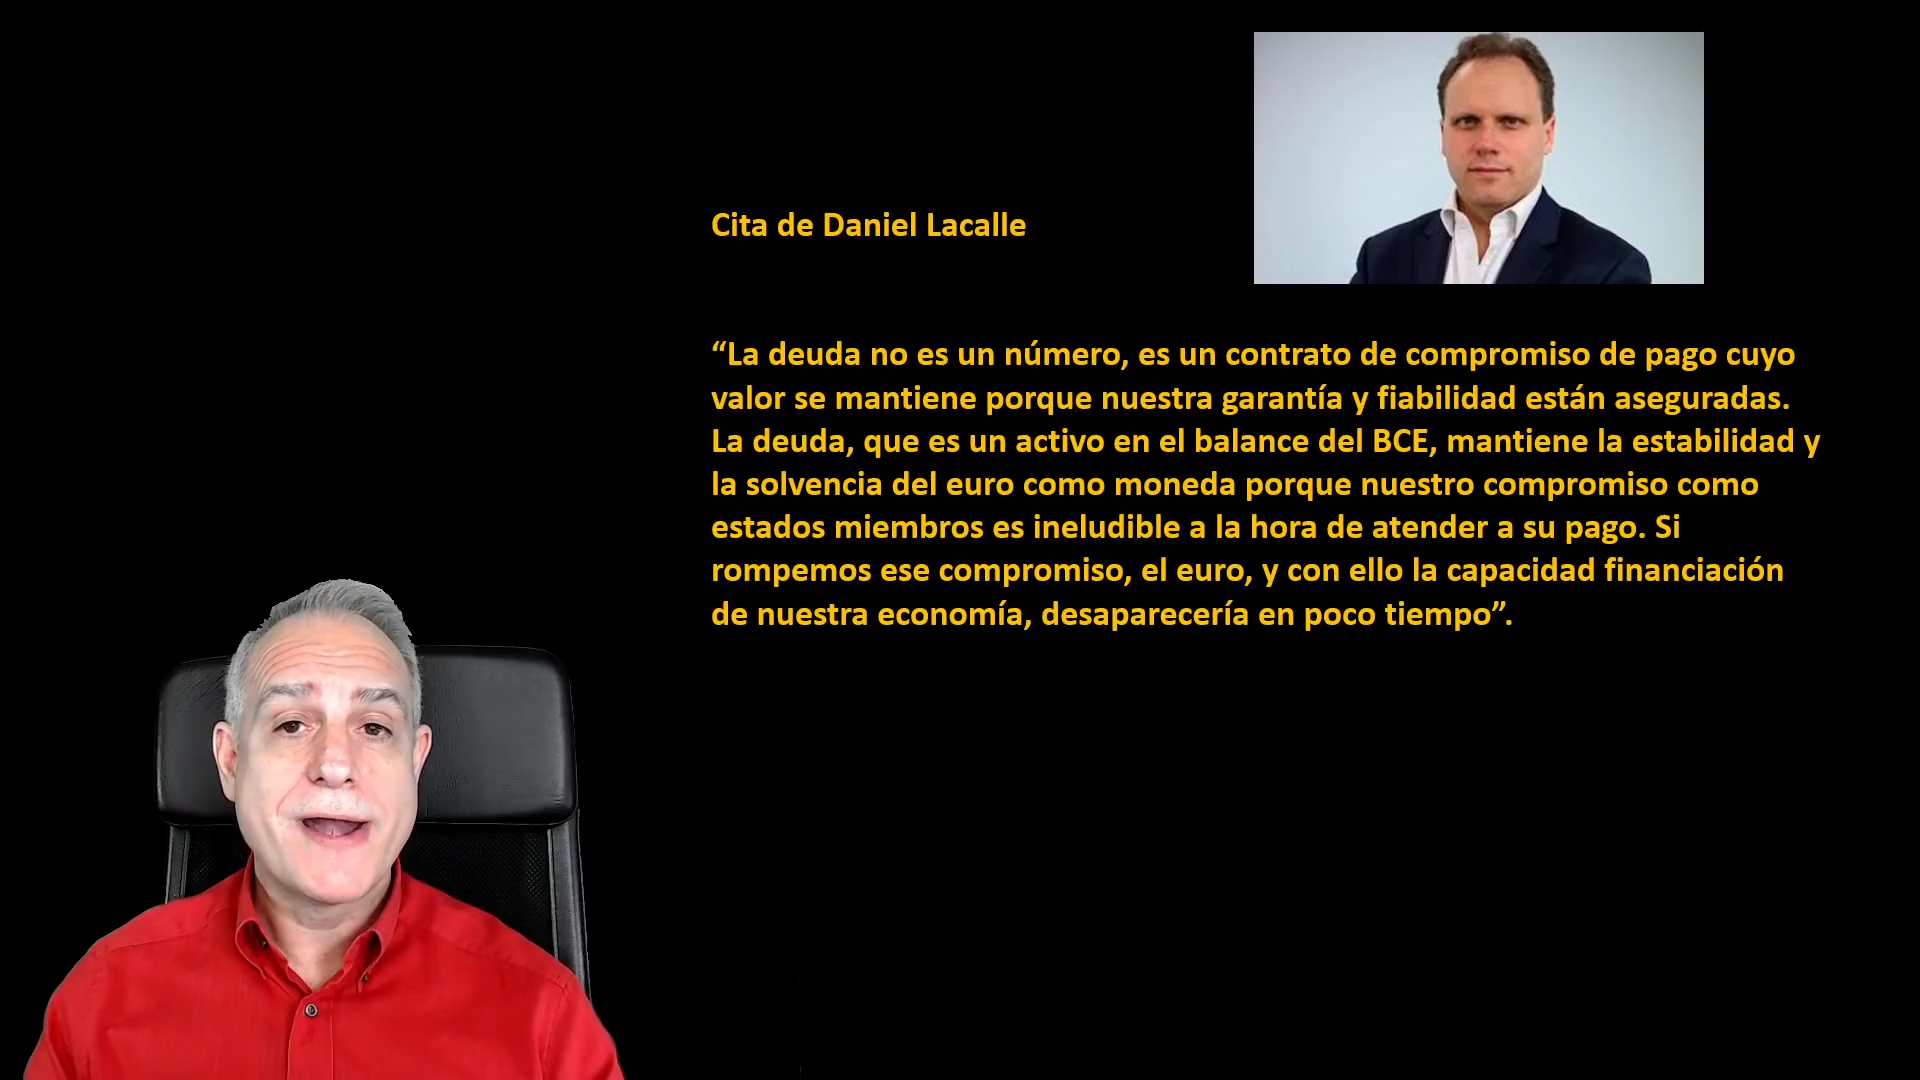 Cita de Daniel Lacalle
“La deuda no es un número, es un contrato de compromiso de pago cuyo
valor se mantiene porque nuestra garantía y fiabilidad están aseguradas.
La deuda, que es un activo en el balance del BCE, mantiene la estabilidad y
la solvencia del euro como moneda porque nuestro compromiso como
estados miembros es ineludible a la hora de atender a su pago. Si
rompemos ese compromiso, el euro, y con ello la capacidad financiación
de nuestra economía, desaparecería en poco tiempo”.